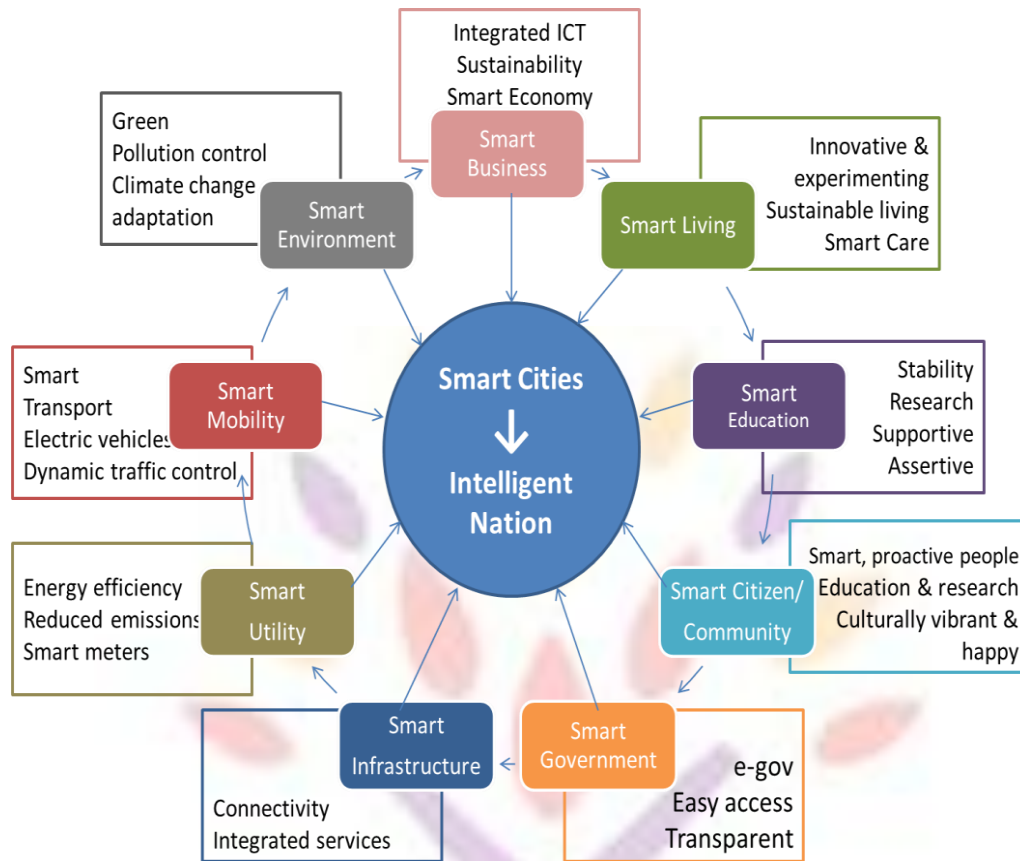 Integrated ICT
Sustainability
Smart Economy
Smart
Business
Innovative &
experimenting
Sustainable living
Smart Care
Smart Living
Stability
Research
Supportive
Assertive
Smart
Education
Smart, proactive people
Education & research
Culturally vibrant &
happy
Smart Citizen/
Community
e-gov
Easy access
Transparent
Smart
Government
Connectivity
Integrated services
Smart
Infrastructure
Energy efficiency
Reduced emissions
Smart meters
Smart
Utility
Smart
Transport
Electric vehicles
Dynamic traffic control
Smart
Mobility
Green
Pollution control
Climate change
adaptation
Smart
Environment
Smart Cities
Intelligent
Nation